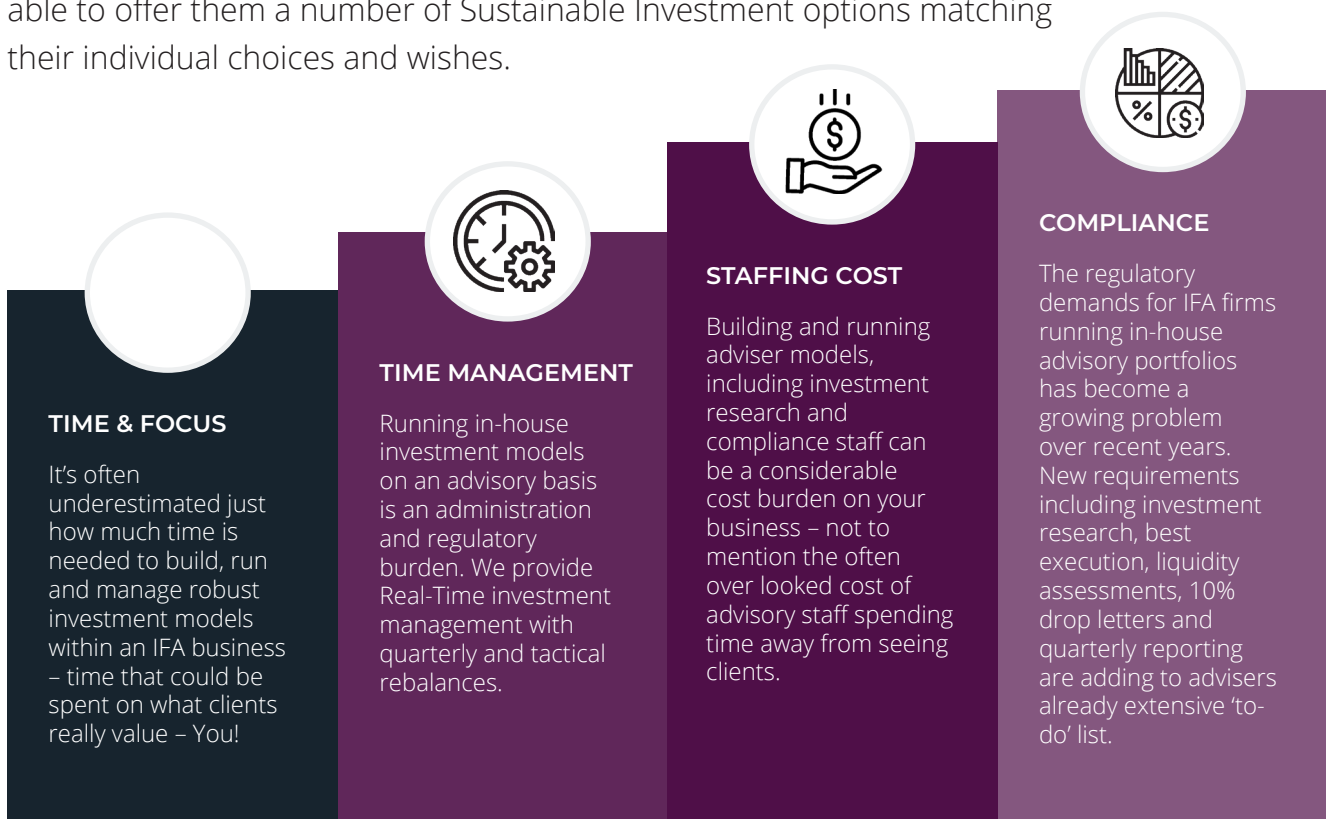 able to offer them a number of Sustainable Investment options matching
their individual choices and wishes.
TIME & FOCUS
It’s often
underestimated just
how much time is
needed to build, run
and manage robust
investment models
within an IFA business
– time that could be
spent on what clients
really value – You!
TIME MANAGEMENT
Running in-house
investment models
on an advisory basis
is an administration
and regulatory
burden. We provide
Real-Time investment
management with
quarterly and tactical
rebalances.
STAFFING COST
Building and running
adviser models,
including investment
research and
compliance staff can
be a considerable
cost burden on your
business – not to
mention the often
over looked cost of
advisory staff spending
time away from seeing
clients.
COMPLIANCE
The regulatory
demands for IFA firms
running in-house
advisory portfolios
has become a
growing problem
over recent years.
New requirements
including investment
research, best
execution, liquidity
assessments, 10%
drop letters and
quarterly reporting
are adding to advisers
already extensive ‘to-
do’ list.